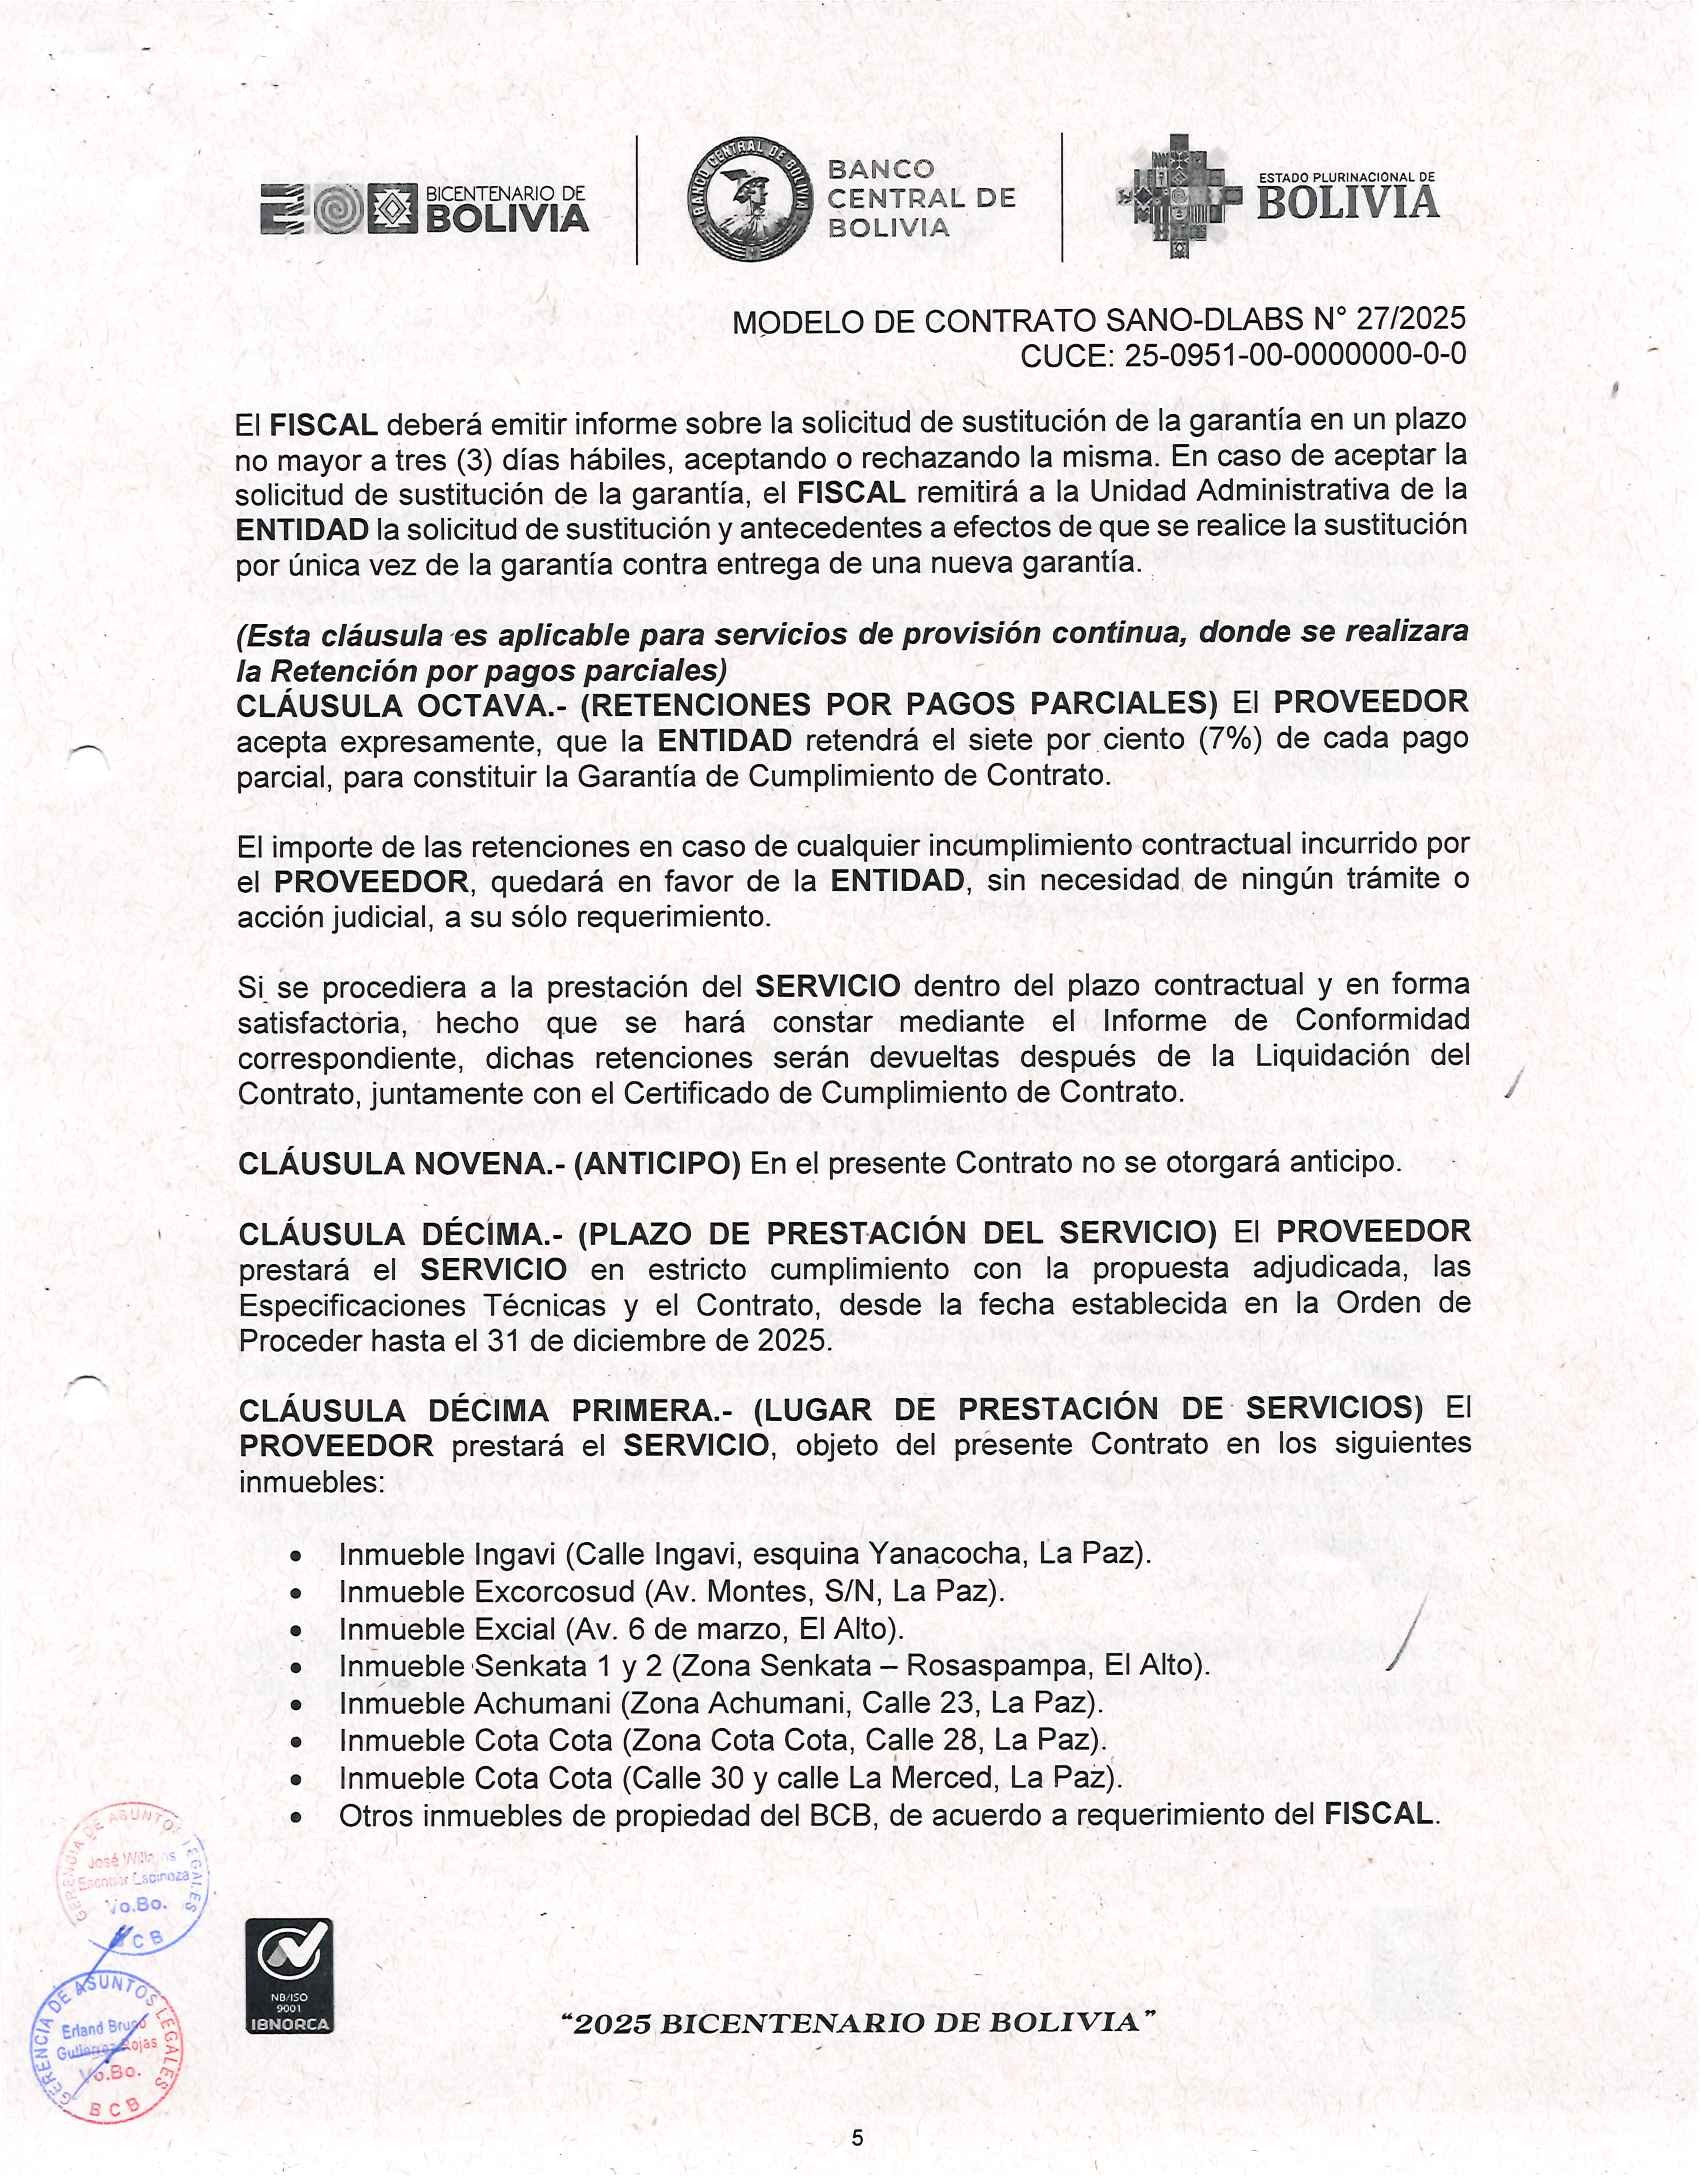 BICENTENARIO DE
BOLIVIA
BANCO CENTRAL DE BOLIVIA
BANCO
CENTRAL DE
BOLIVIA
ESTADO PLURINACIONAL DE
BOLIVIA
MODELO DE CONTRATO SANO-DLABS N° 27/2025
CUCE: 25-0951-00-0000000-0-0
El FISCAL deberá emitir informe sobre la solicitud de sustitución de la garantía en un plazo
no mayor a tres (3) días hábiles, aceptando o rechazando la misma. En caso de aceptar la
solicitud de sustitución de la garantía, el FISCAL remitirá a la Unidad Administrativa de la
ENTIDAD la solicitud de sustitución y antecedentes a efectos de que se realice la sustitución
por única vez de la garantía contra entrega de una nueva garantía.
(Esta cláusula es aplicable para servicios de provisión continua, donde se realizara
la Retención por pagos parciales)
CLÁUSULA OCTAVA.- (RETENCIONES POR PAGOS PARCIALES) El PROVEEDOR
acepta expresamente, que la ENTIDAD retendrá el siete por ciento (7%) de cada pago
parcial, para constituir la Garantía de Cumplimiento de Contrato.
El importe de las retenciones en caso de cualquier incumplimiento contractual incurrido por
el PROVEEDOR, quedará en favor de la ENTIDAD, sin necesidad de ningún trámite o
acción judicial, a su sólo requerimiento.
Si se procediera a la prestación del SERVICIO dentro del plazo contractual y en forma
satisfactoria, hecho que se hará constar mediante el Informe de Conformidad
correspondiente, dichas retenciones serán devueltas después de la Liquidación del
Contrato, juntamente con el Certificado de Cumplimiento de Contrato.
CLÁUSULA NOVENA.- (ANTICIPO) En el presente Contrato no se otorgará anticipo.
CLÁUSULA DÉCIMA.- (PLAZO DE PRESTACIÓN DEL SERVICIO) El PROVEEDOR
prestará el SERVICIO en estricto cumplimiento con la propuesta adjudicada, las
Especificaciones Técnicas y el Contrato, desde la fecha establecida en la Orden de
Proceder hasta el 31 de diciembre de 2025.
CLÁUSULA DÉCIMA PRIMERA.- (LUGAR DE PRESTACIÓN DE SERVICIOS) El
PROVEEDOR prestará el SERVICIO, objeto del presente Contrato en los siguientes
inmuebles:
• Inmueble Ingavi (Calle Ingavi, esquina Yanacocha, La Paz).
• Inmueble Excorcosud (Av. Montes, S/N, La Paz).
• Inmueble Excial (Av. 6 de marzo, El Alto).
• Inmueble Senkata 1 y 2 (Zona Senkata – Rosaspampa, El Alto).
• Inmueble Achumani (Zona Achumani, Calle 23, La Paz).
• Inmueble Cota Cota (Zona Cota Cota, Calle 28, La Paz).
• Inmueble Cota Cota (Calle 30 y calle La Merced, La Paz).
• Otros inmuebles de propiedad del BCB, de acuerdo a requerimiento del FISCAL.
GERENCIA DE ASUNTOS LEGALES
José
Escobar Espinoza
Vo.Bo.
BCB
GERENCIA DE ASUNTOS LEGALES
Erland Bruno
Gutierrez Rojas
Vo.Bo.
BCB
NB/ISO
9001
IBNORCA
“2025 BICENTENARIO DE BOLIVIA”
5